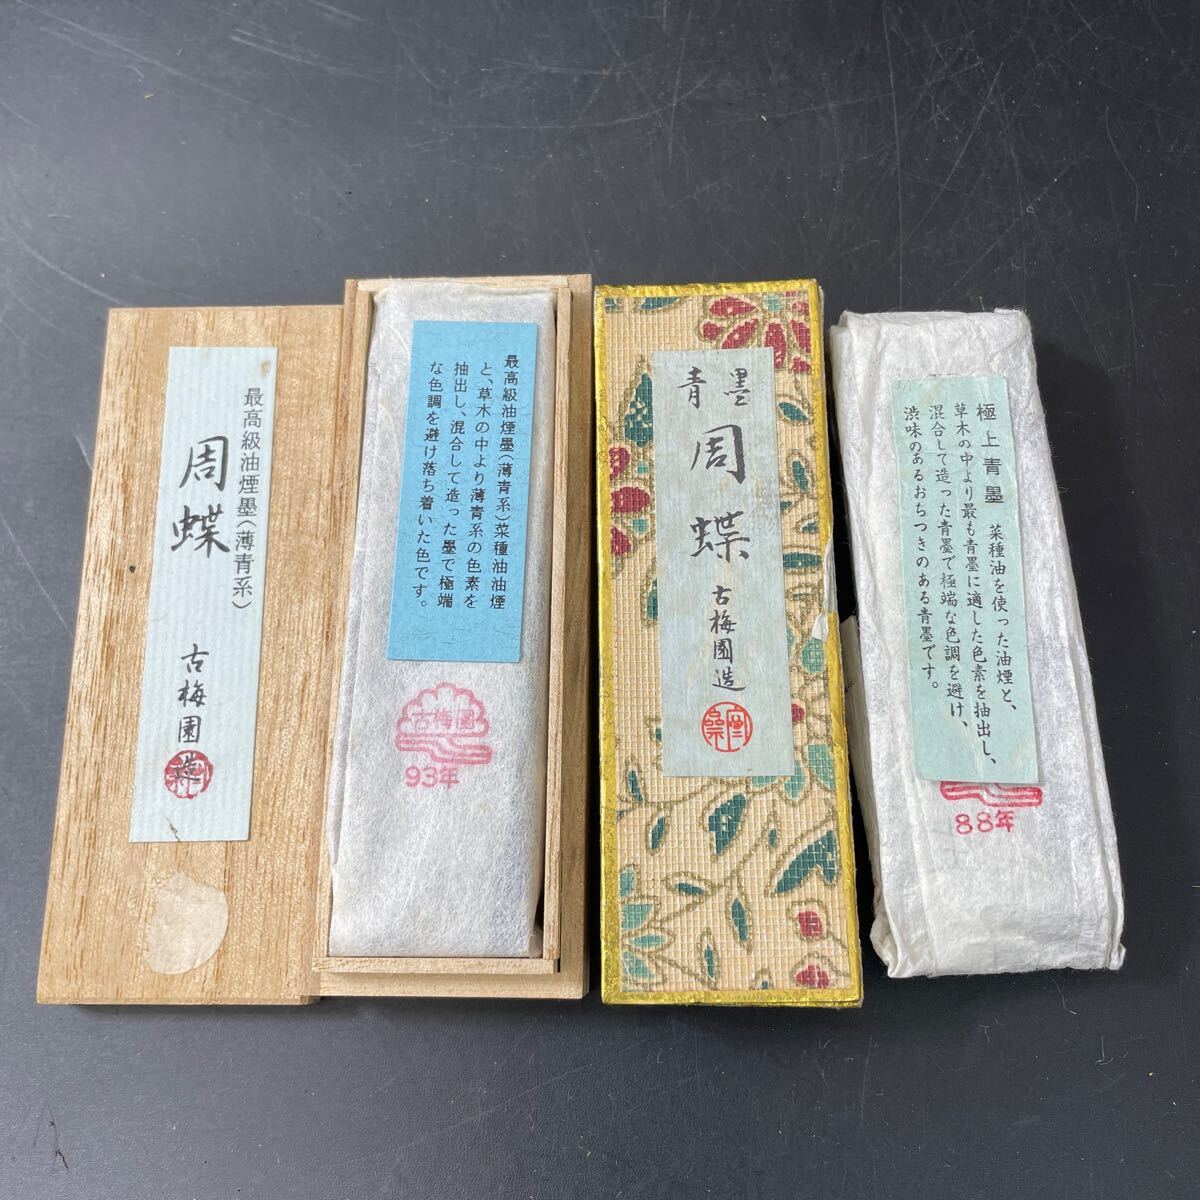 最高級油煙墨(薄青系)
周蝶
古梅園造
最高級油煙墨(薄青系)菜種油油煙
と、草木の中より薄青系の色素を
抽出し、混合して造った墨で極端
な色調を避け落ち着いた色です。
古梅園
93年
青墨
周蝶
古梅園造
極上青墨 菜種油を使った油煙と、
草木の中より最も青墨に適した色素を抽出し、
混合して造った青墨で極端な色調を避け、
渋味のあるおちつきのある青墨です。
88年